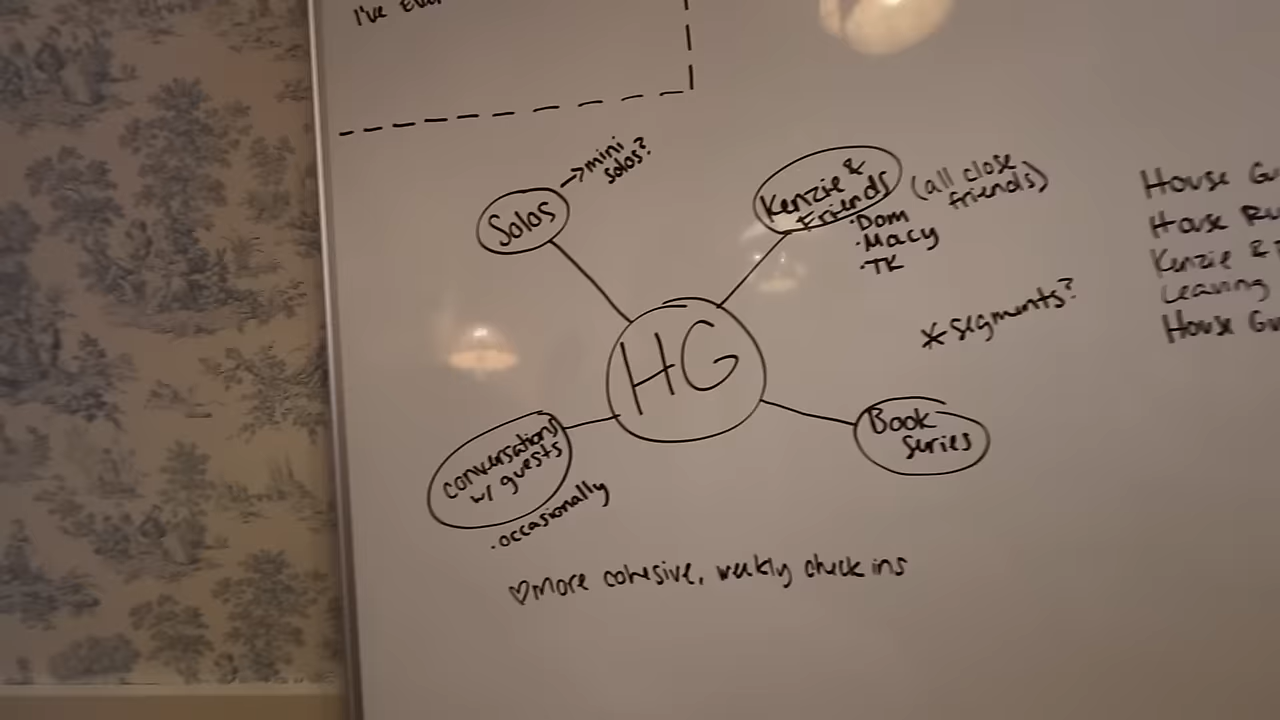 I've
→mini
solos?
Solos
Kenzie &
Friends
(all close
friends)
·Dom
·Macy
·TK
*segments?
HG
Book
series
conversations
w/ guests
·occasionally
♡more cohesive, weekly check ins
House
House
Kenzie &
Leaving
House